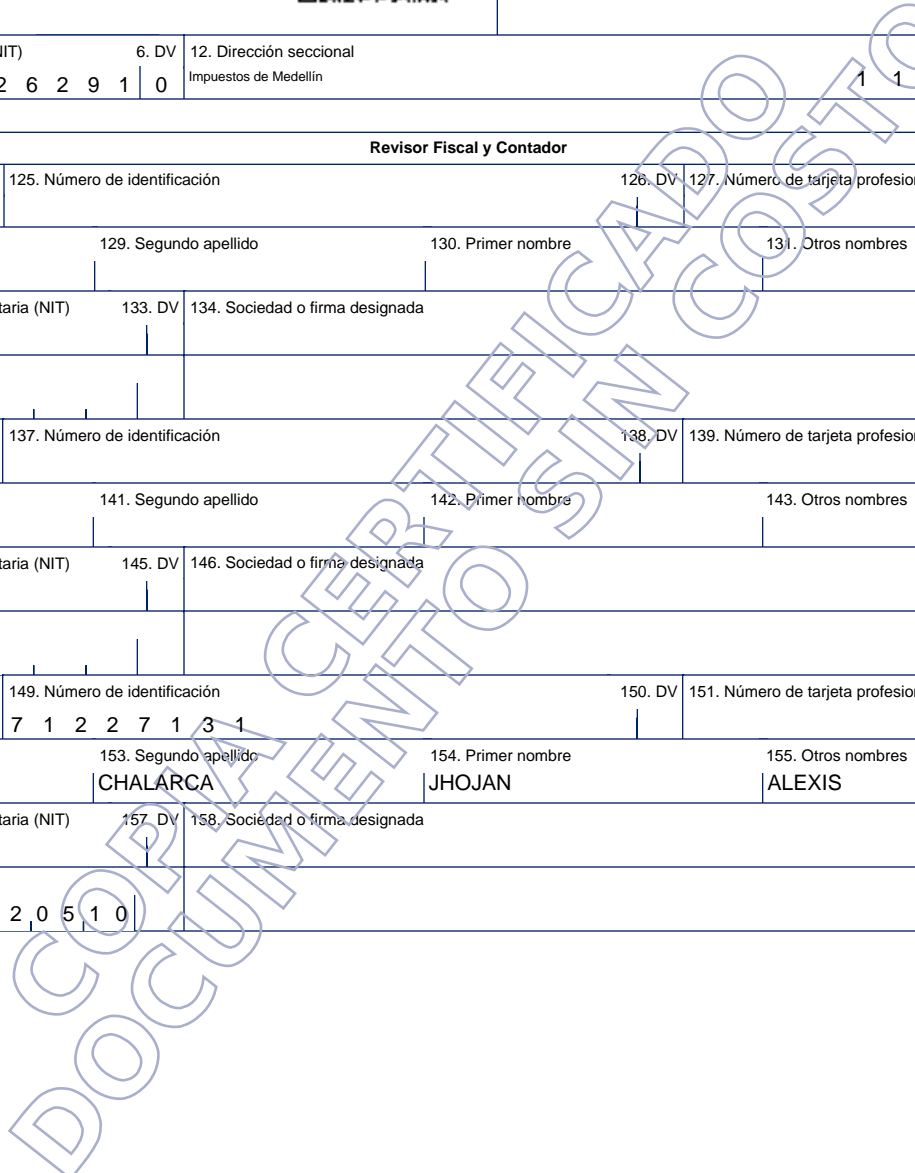 NIT) 6. DV 12. Dirección seccional
2 6 2 9 1 0 Impuestos de Medellín 1 1
Revisor Fiscal y Contador
125. Número de identificación 126. DV 127. Número de tarjeta profesion
129. Segundo apellido 130. Primer nombre 131. Otros nombres
taria (NIT) 133. DV 134. Sociedad o firma designada
137. Número de identificación 138. DV 139. Número de tarjeta profesion
141. Segundo apellido 142. Primer nombre 143. Otros nombres
taria (NIT) 145. DV 146. Sociedad o firma designada
149. Número de identificación 150. DV 151. Número de tarjeta profesion
7 1 2 2 7 1 3 1
153. Segundo apellido 154. Primer nombre 155. Otros nombres
CHALARCA JHOJAN ALEXIS
taria (NIT) 157. DV 158. Sociedad o firma designada
2 0 5 1 0
COPIA CERTIFICADO
DOCUMENTO SIN COSTO